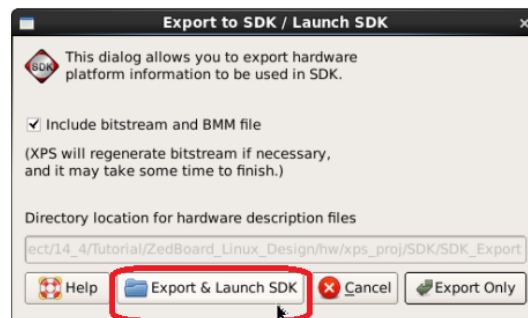 Export to SDK / Launch SDK
SDK
This dialog allows you to export hardware
platform information to be used in SDK.
Include bitstream and BMM file
(XPS will regenerate bitstream if necessary,
and it may take some time to finish.)
Directory location for hardware description files
ect/14_4/Tutorial/ZedBoard_Linux_Design/hw/xps_proj/SDK/SDK_Export
Help
Export & Launch SDK
Cancel
Export Only